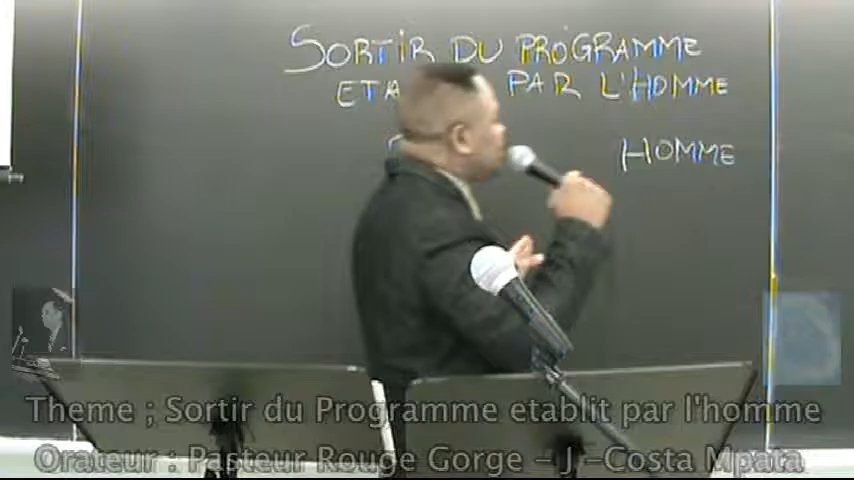 SORTIR DU PROGRAMME
ETA PAR L'HOMME
HOMME
Theme ; Sortir du Programme etablit par l'homme
Orateur : Pasteur Rouge Gorge - J -Costa Mpata